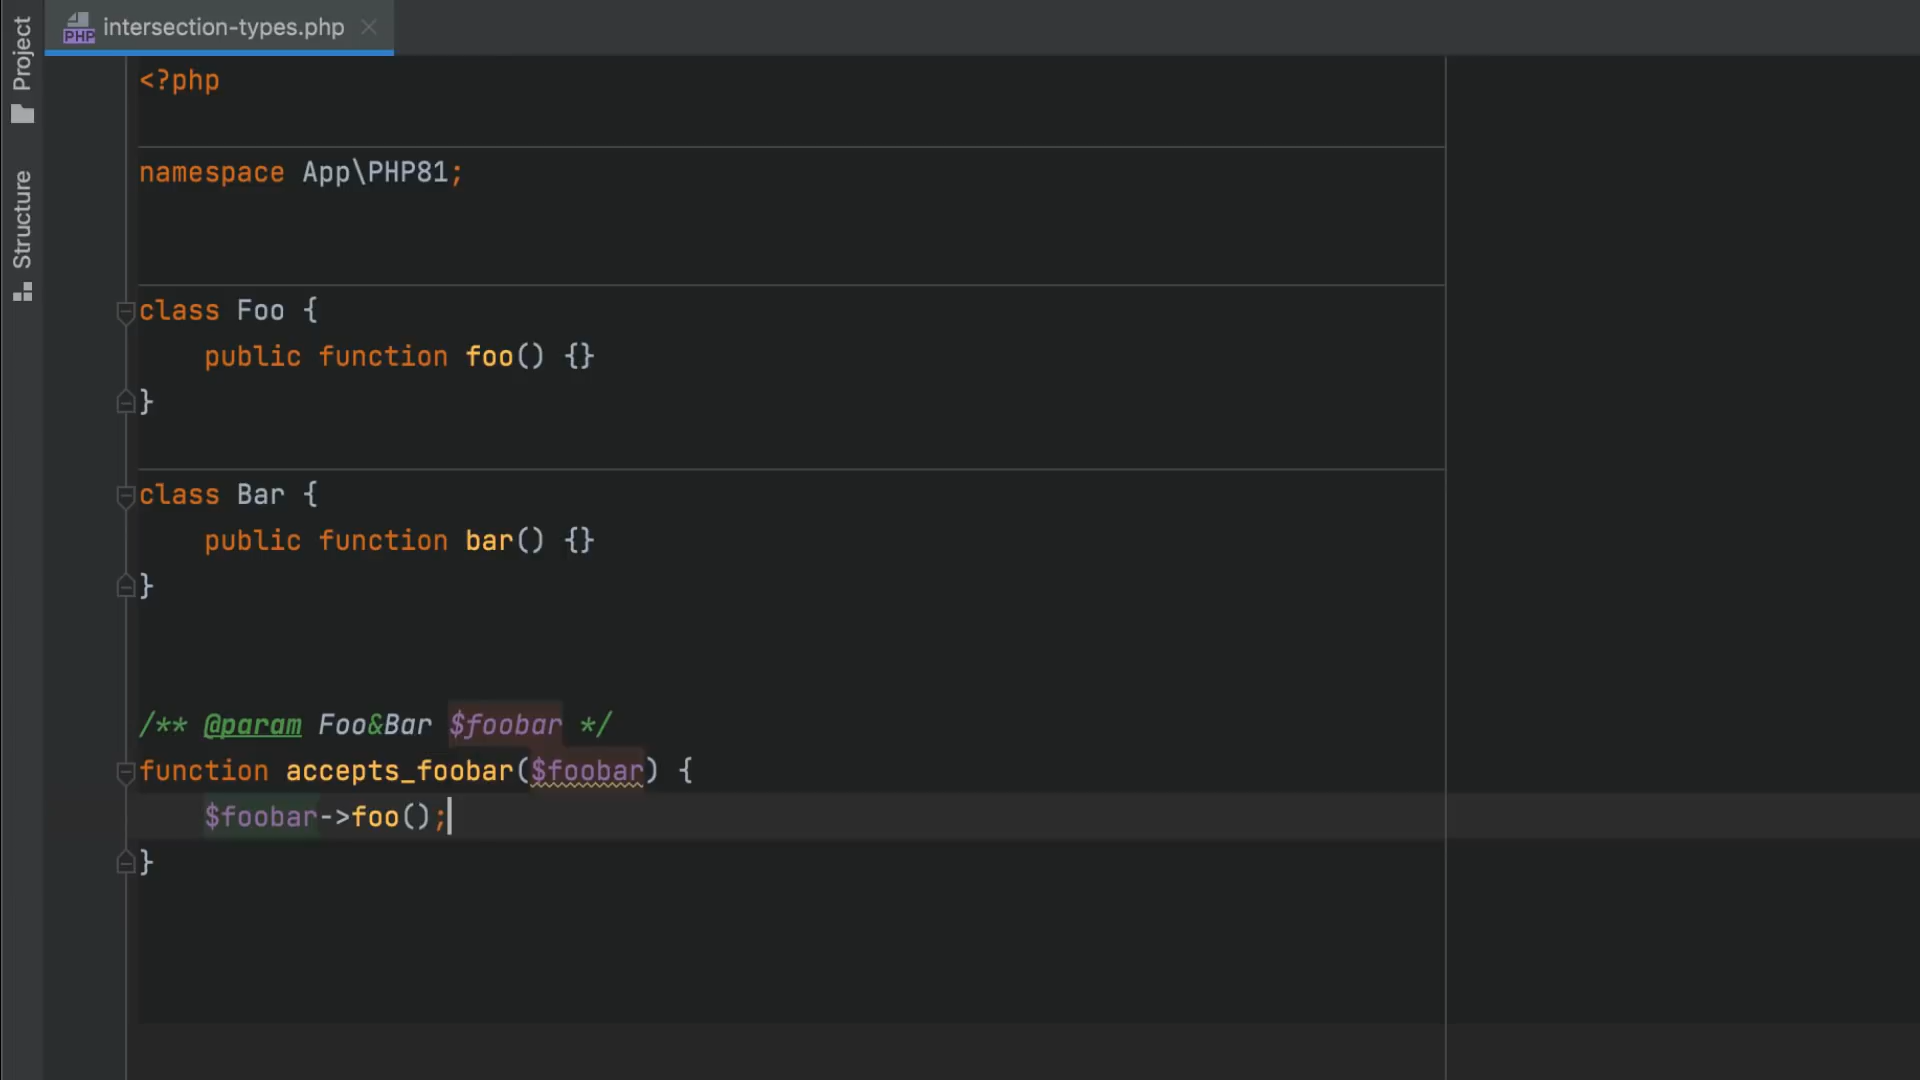 Project
Structure
PHP
intersection-types.php
<?php
namespace App\PHP81;
class Foo {
    public function foo() {}
}
class Bar {
    public function bar() {}
}
/** @param Foo&Bar $foobar */
function accepts_foobar($foobar) {
    $foobar->foo();
}